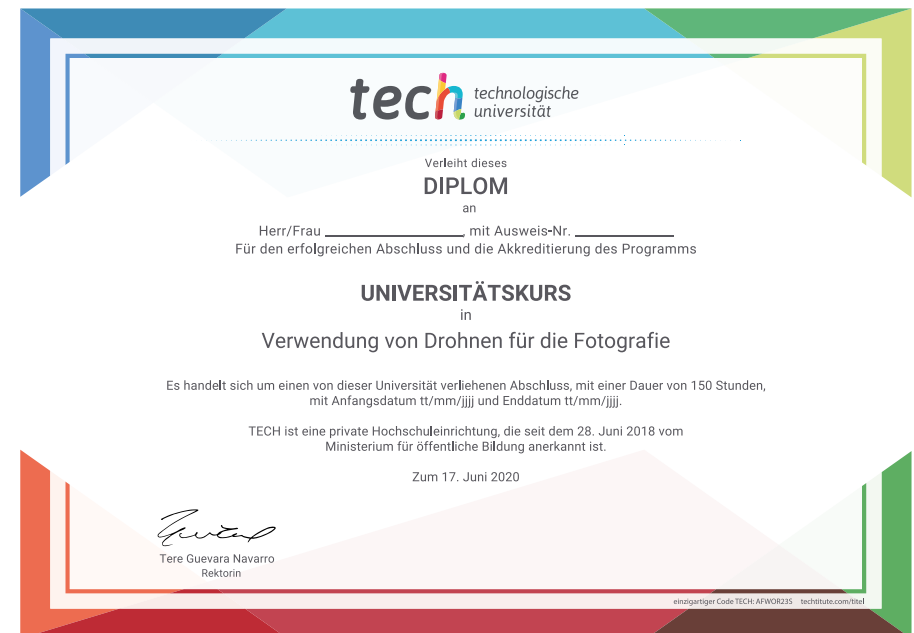 tech technologische
universität
Verleiht dieses
DIPLOM
an
Herr/Frau ____________________, mit Ausweis-Nr. ______________
Für den erfolgreichen Abschluss und die Akkreditierung des Programms
UNIVERSITÄTSKURS
in
Verwendung von Drohnen für die Fotografie
Es handelt sich um einen von dieser Universität verliehenen Abschluss, mit einer Dauer von 150 Stunden,
mit Anfangsdatum tt/mm/jjjj und Enddatum tt/mm/jjjj.
TECH ist eine private Hochschuleinrichtung, die seit dem 28. Juni 2018 vom
Ministerium für öffentliche Bildung anerkannt ist.
Zum 17. Juni 2020
Tere Guevara Navarro
Rektorin
einzigartiger Code TECH: AFWOR23S techtitute.com/titel